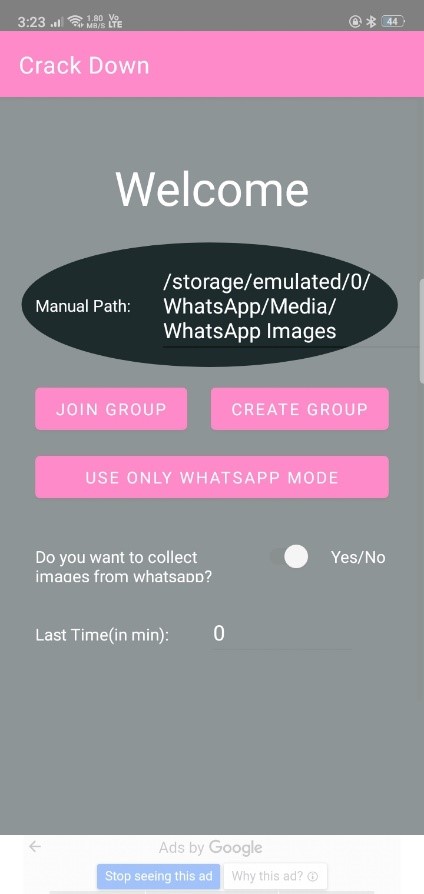 3:23 1.80 MB/S Vo LTE 44
Crack Down
Welcome
/storage/emulated/0/
Manual Path: WhatsApp/Media/
WhatsApp Images
JOIN GROUP CREATE GROUP
USE ONLY WHATSAPP MODE
Do you want to collect Yes/No
images from whatsapp?
Last Time(in min): 0
Ads by Google
Stop seeing this ad Why this ad?